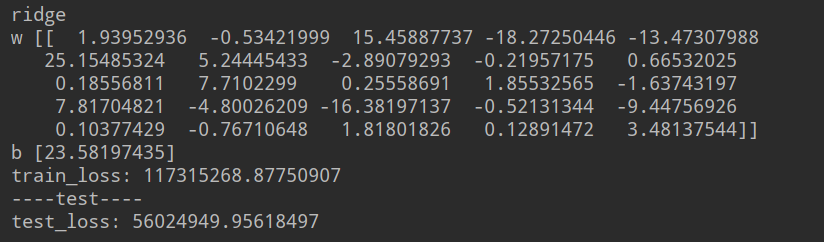 ridge
w [[  1.93952936  -0.53421999  15.45887737 -18.27250446 -13.47307988
   25.15485324   5.24445433  -2.89079293  -0.21957175   0.66532025
    0.18556811   7.7102299    0.25558691   1.85532565  -1.63743197
    7.81704821  -4.80026209 -16.38197137  -0.52131344  -9.44756926
    0.10377429  -0.76710648   1.81801826   0.12891472   3.48137544]]
b [23.58197435]
train_loss: 117315268.87750907
----test----
test_loss: 56024949.95618497